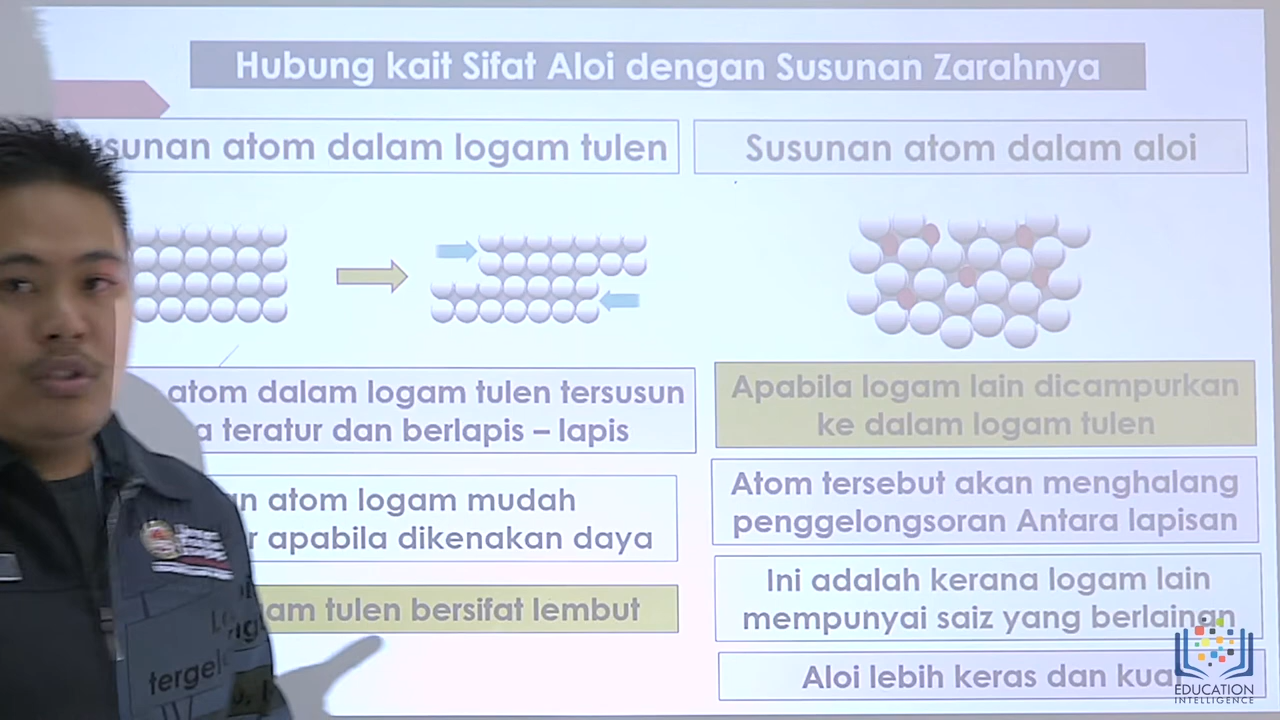 Hubung kait Sifat Aloi dengan Susunan Zarahnya
atom dalam logam tulen
Susunan atom dalam aloi
atom dalam logam tulen tersusun
teratur dan berlapis – lapis
atom logam mudah
apabila dikenakan daya
tulen bersifat lembut
Apabila logam lain dicampurkan
ke dalam logam tulen
Atom tersebut akan menghalang
penggelongsoran Antara lapisan
Ini adalah kerana logam lain
mempunyai saiz yang berlainan
Aloi lebih keras dan
EDUCATION
INTELLIGENCE